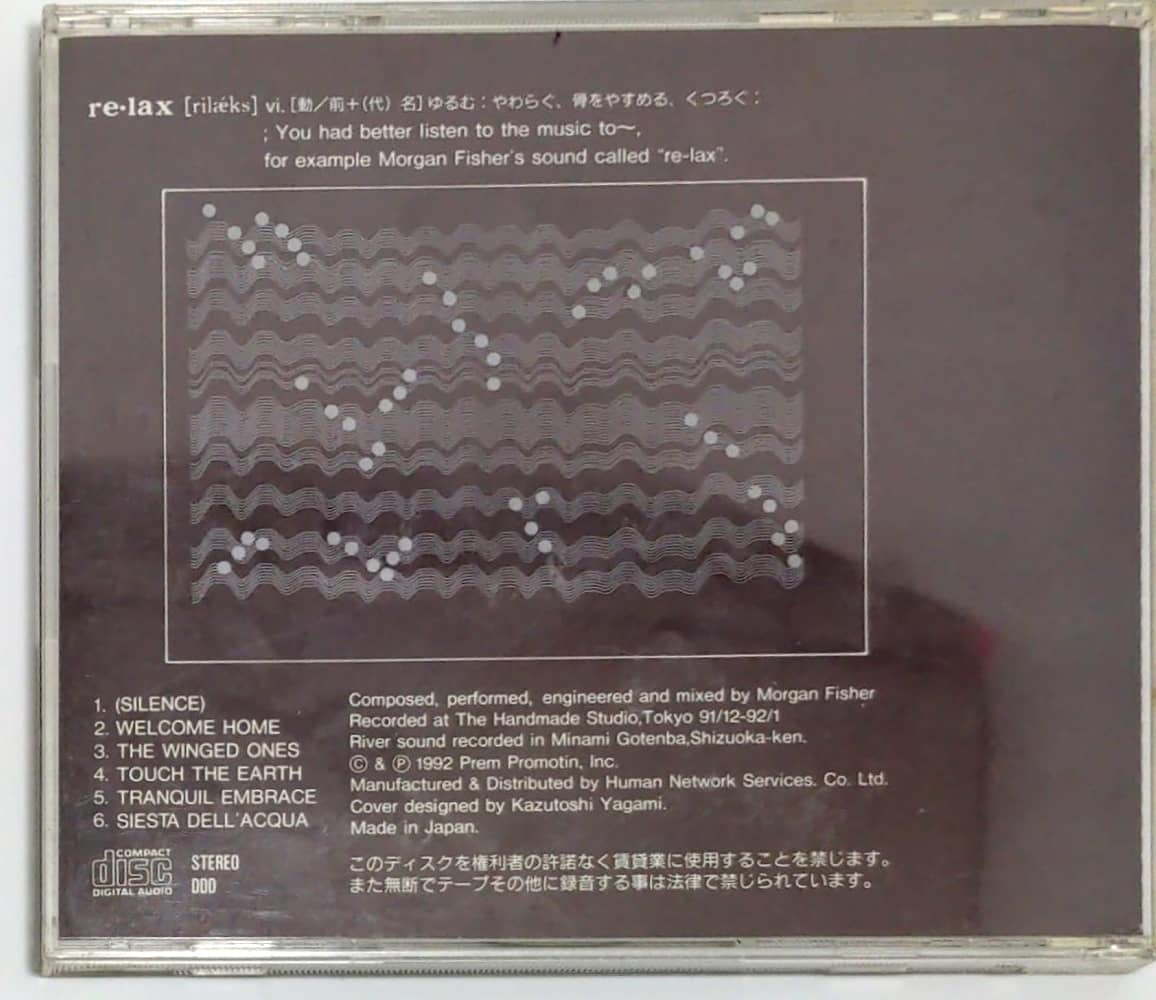 re·lax [rilǽks] vi. [動／前＋(代) 名] ゆるむ：やわらぐ、骨をやすめる、くつろぐ：
; You had better listen to the music to〜,
for example Morgan Fisher's sound called "re-lax".
1. (SILENCE)
2. WELCOME HOME
3. THE WINGED ONES
4. TOUCH THE EARTH
5. TRANQUIL EMBRACE
6. SIESTA DELL'ACQUA
Composed, performed, engineered and mixed by Morgan Fisher
Recorded at The Handmade Studio,Tokyo 91/12-92/1
River sound recorded in Minami Gotenba,Shizuoka-ken.
© & ℗ 1992 Prem Promotin, Inc.
Manufactured & Distributed by Human Network Services. Co. Ltd.
Cover designed by Kazutoshi Yagami.
Made in Japan.
COMPACT
disc
DIGITAL AUDIO
STEREO
DDD
このディスクを権利者の許諾なく賃貸業に使用することを禁じます。
また無断でテープその他に録音する事は法律で禁じられています。